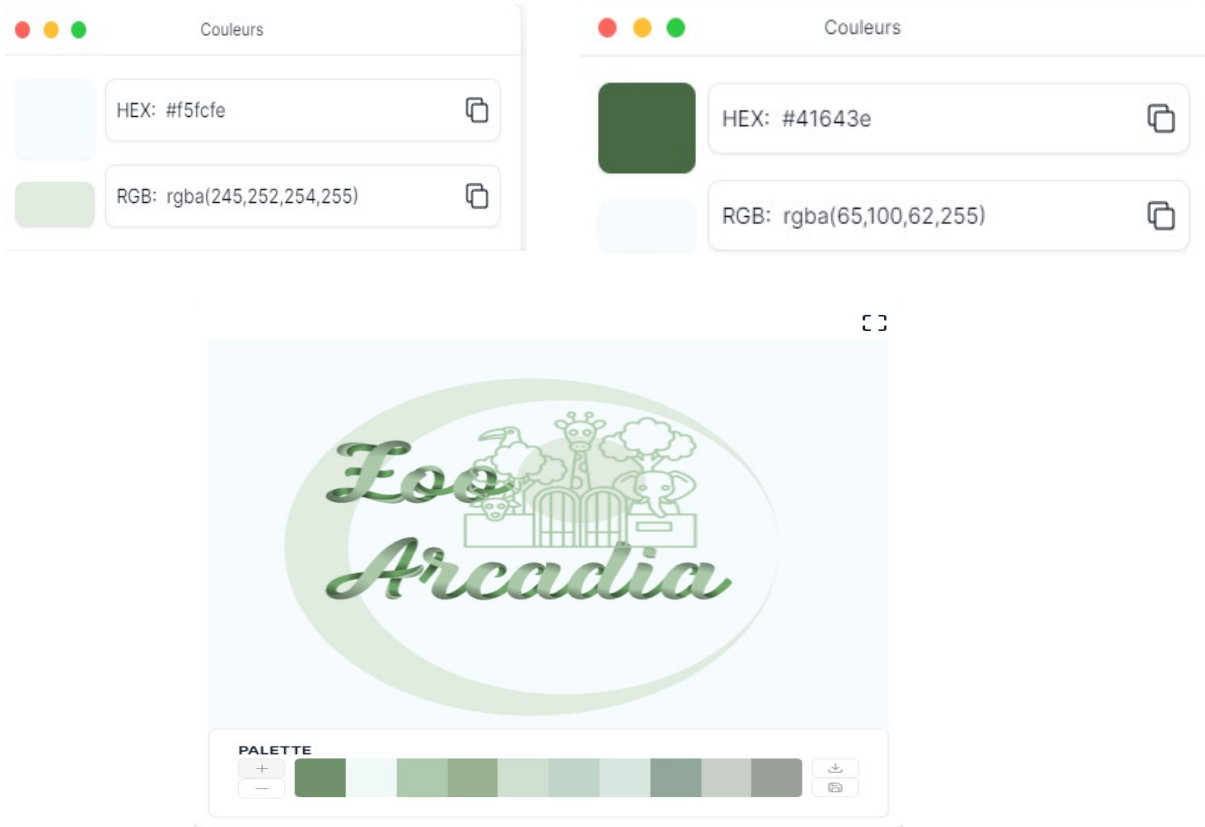 Couleurs
HEX: #f5fcfe
RGB: rgba(245,252,254,255)
Couleurs
HEX: #41643e
RGB: rgba(65,100,62,255)
Zoo
Arcadia
PALETTE